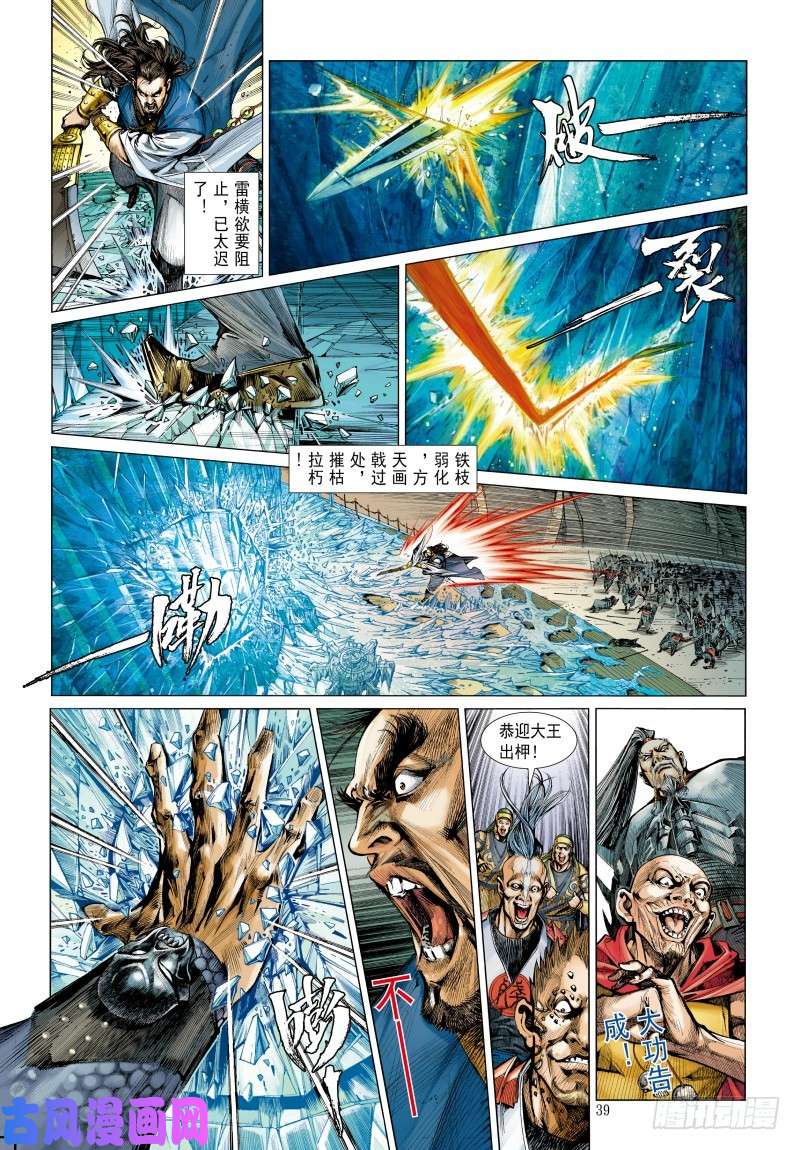 雷横欲要阻
止，已太迟
了！
破
裂
铁枝
弱化
，方
天画
戟过
处，
摧枯
拉朽
！
恭迎大王
出柙！
不
大功告
成！
39
古风漫画网
腾讯动漫